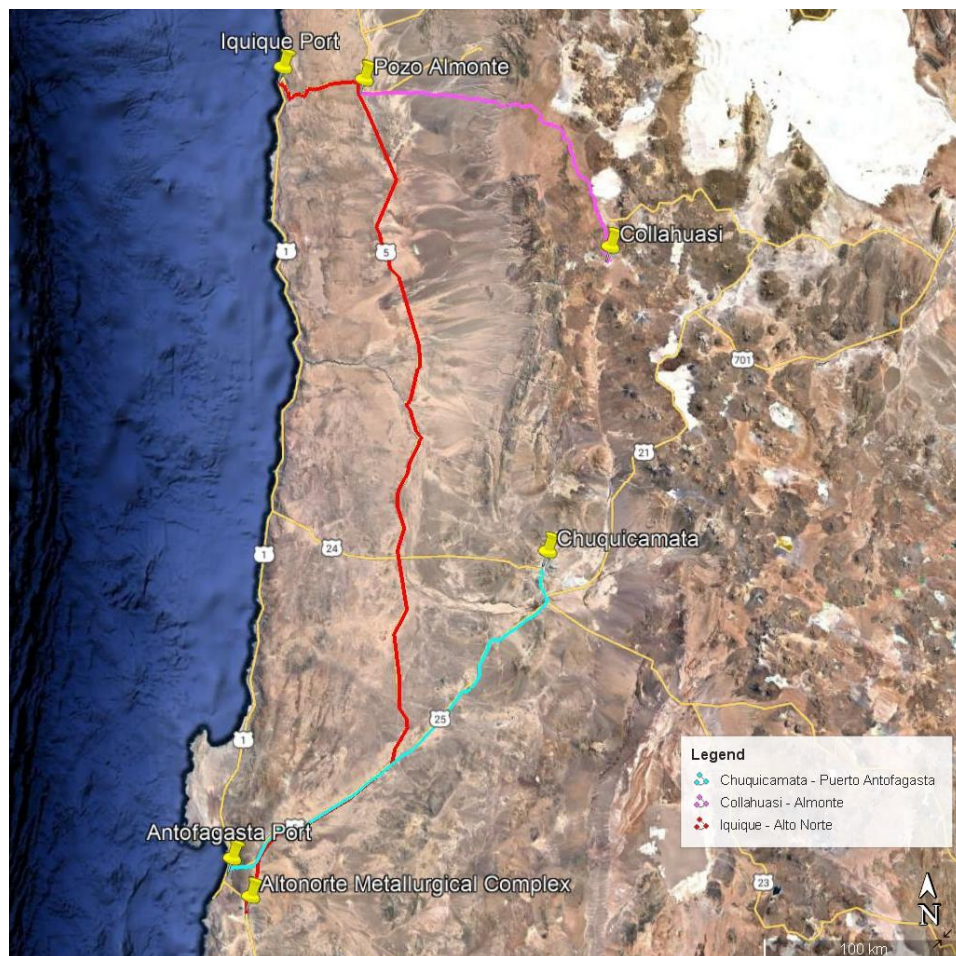 Iquique Port
Pozo Almonte
Collahuasi
1
5
701
21
Chuquicamata
24
1
25
1
Legend
Chuquicamata - Puerto Antofagasta
Collahuasi - Almonte
Iquique - Alto Norte
Antofagasta Port
Altonorte Metallurgical Complex
23
N
100 km